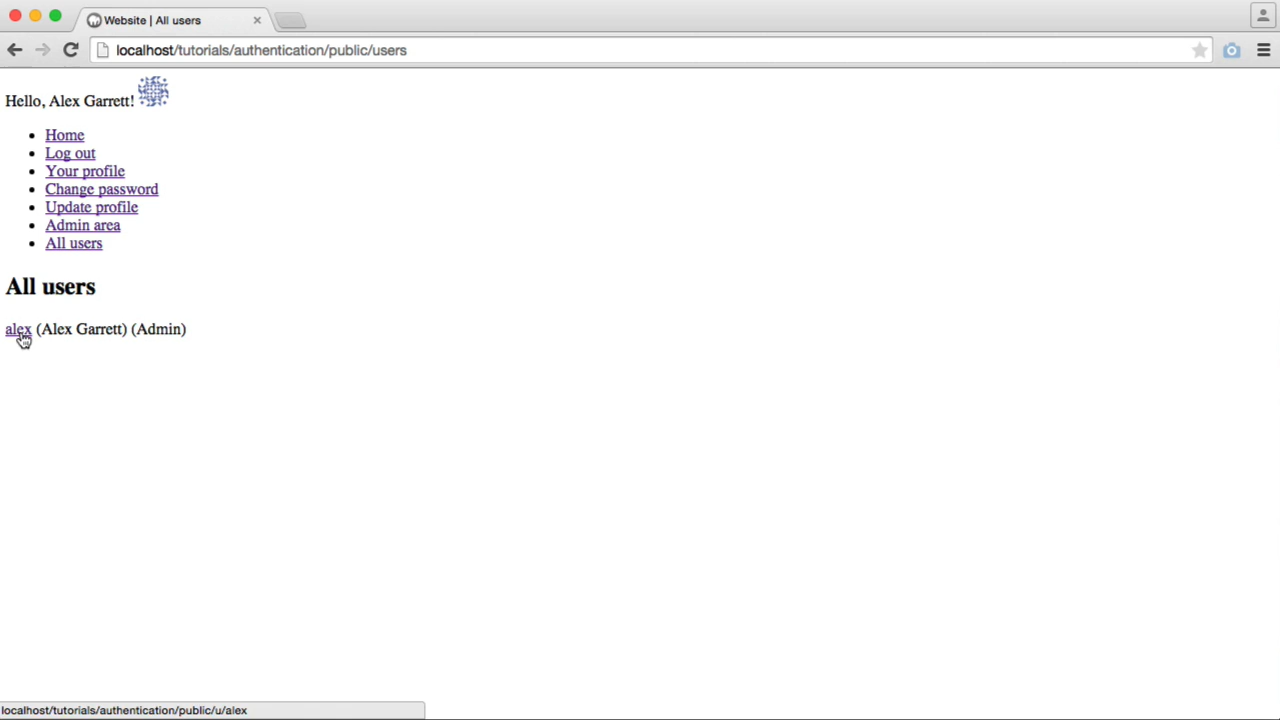 Website | All users
localhost/tutorials/authentication/public/users
Hello, Alex Garrett!
Home
Log out
Your profile
Change password
Update profile
Admin area
All users
All users
alex (Alex Garrett) (Admin)
localhost/tutorials/authentication/public/u/alex